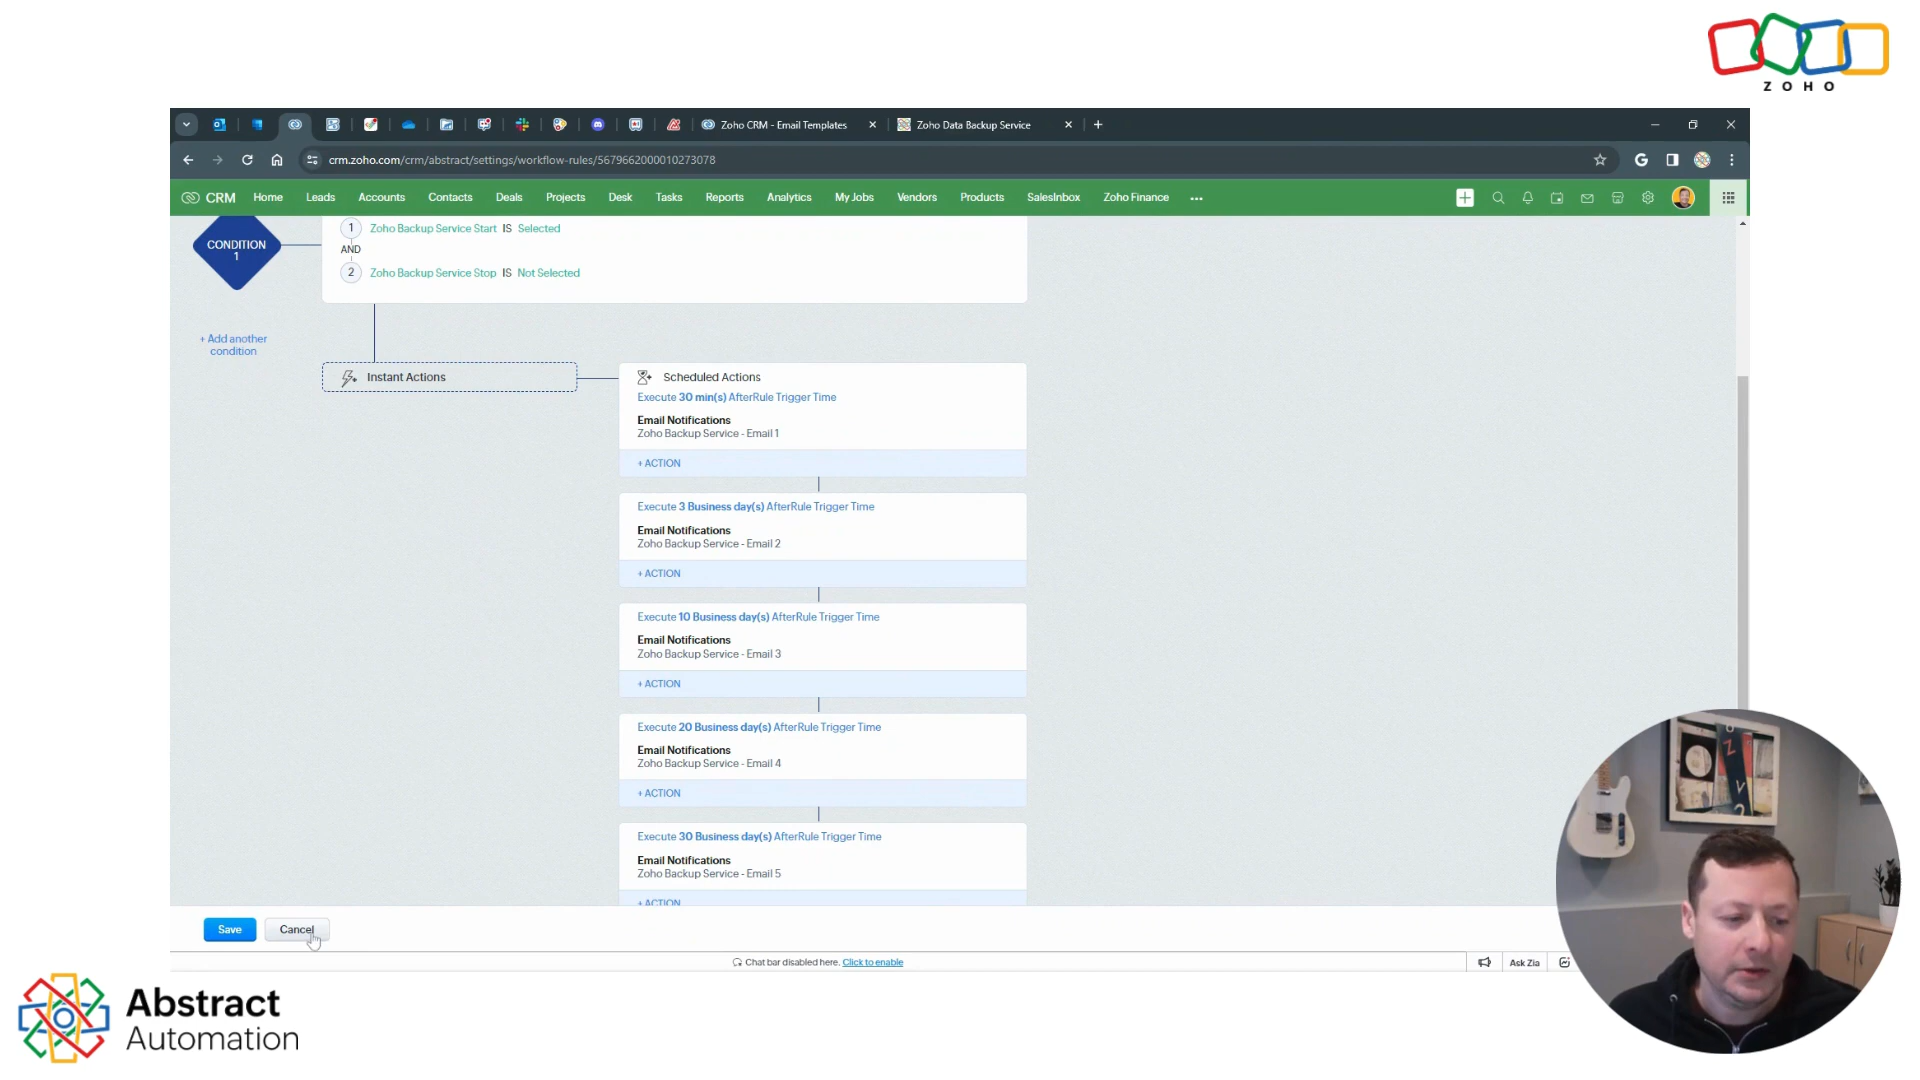 ZOHO
Zoho CRM - Email Templates
Zoho Data Backup Service
crm.zoho.com/crm/abstract/settings/workflow-rules/5679662000010273078
CRM Home Leads Accounts Contacts Deals Projects Desk Tasks Reports Analytics My Jobs Vendors Products SalesInbox Zoho Finance ...
CONDITION
1
1 Zoho Backup Service Start IS Selected
AND
2 Zoho Backup Service Stop IS Not Selected
+ Add another
condition
Instant Actions
Scheduled Actions
Execute 30 min(s) AfterRule Trigger Time
Email Notifications
Zoho Backup Service - Email 1
+ ACTION
Execute 3 Business day(s) AfterRule Trigger Time
Email Notifications
Zoho Backup Service - Email 2
+ ACTION
Execute 10 Business day(s) AfterRule Trigger Time
Email Notifications
Zoho Backup Service - Email 3
+ ACTION
Execute 20 Business day(s) AfterRule Trigger Time
Email Notifications
Zoho Backup Service - Email 4
+ ACTION
Execute 30 Business day(s) AfterRule Trigger Time
Email Notifications
Zoho Backup Service - Email 5
+ ACTION
Save Cancel
Chat bar disabled here. Click to enable
Ask Zia
Abstract
Automation